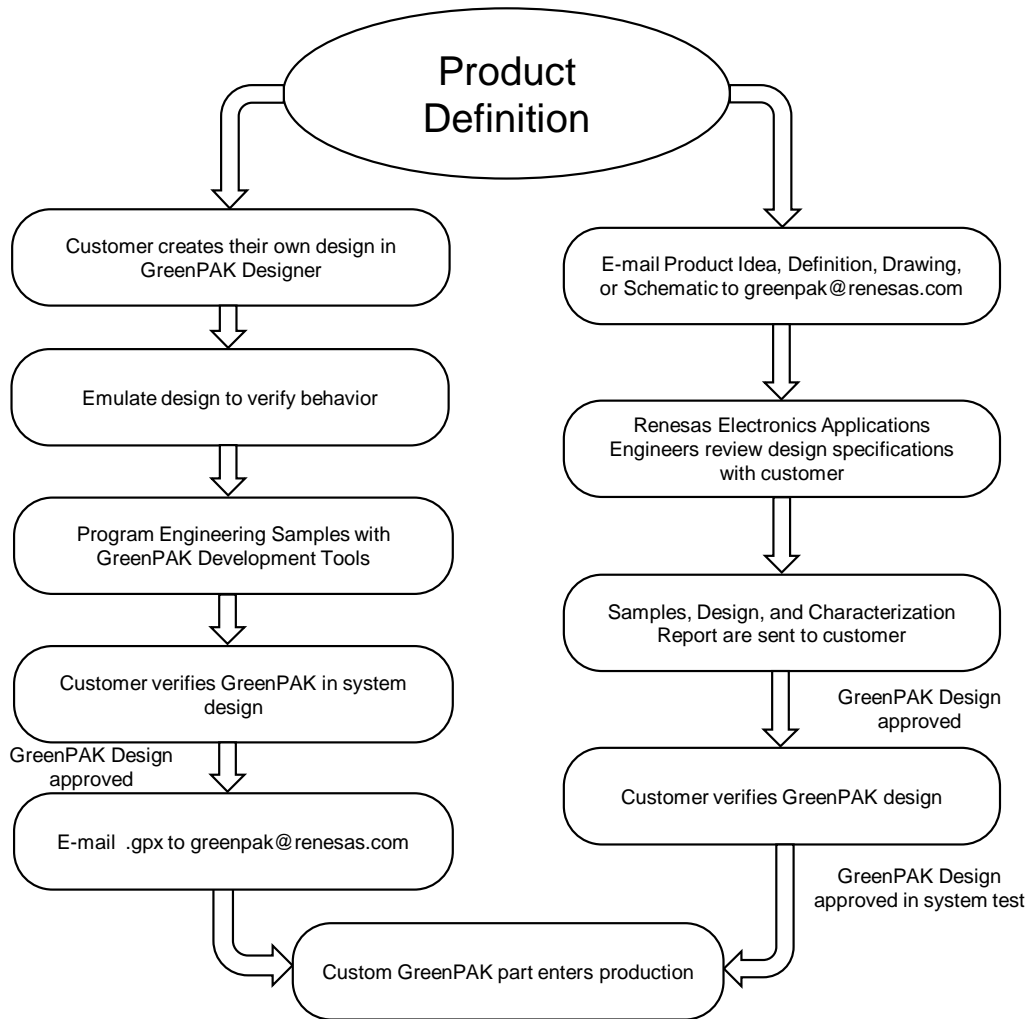 Product
Definition
Customer creates their own design in
GreenPAK Designer
Emulate design to verify behavior
Program Engineering Samples with
GreenPAK Development Tools
Customer verifies GreenPAK in system
design
GreenPAK Design
approved
E-mail .gpx to greenpak@renesas.com
E-mail Product Idea, Definition, Drawing,
or Schematic to greenpak@renesas.com
Renesas Electronics Applications
Engineers review design specifications
with customer
Samples, Design, and Characterization
Report are sent to customer
GreenPAK Design
approved
Customer verifies GreenPAK design
GreenPAK Design
approved in system test
Custom GreenPAK part enters production